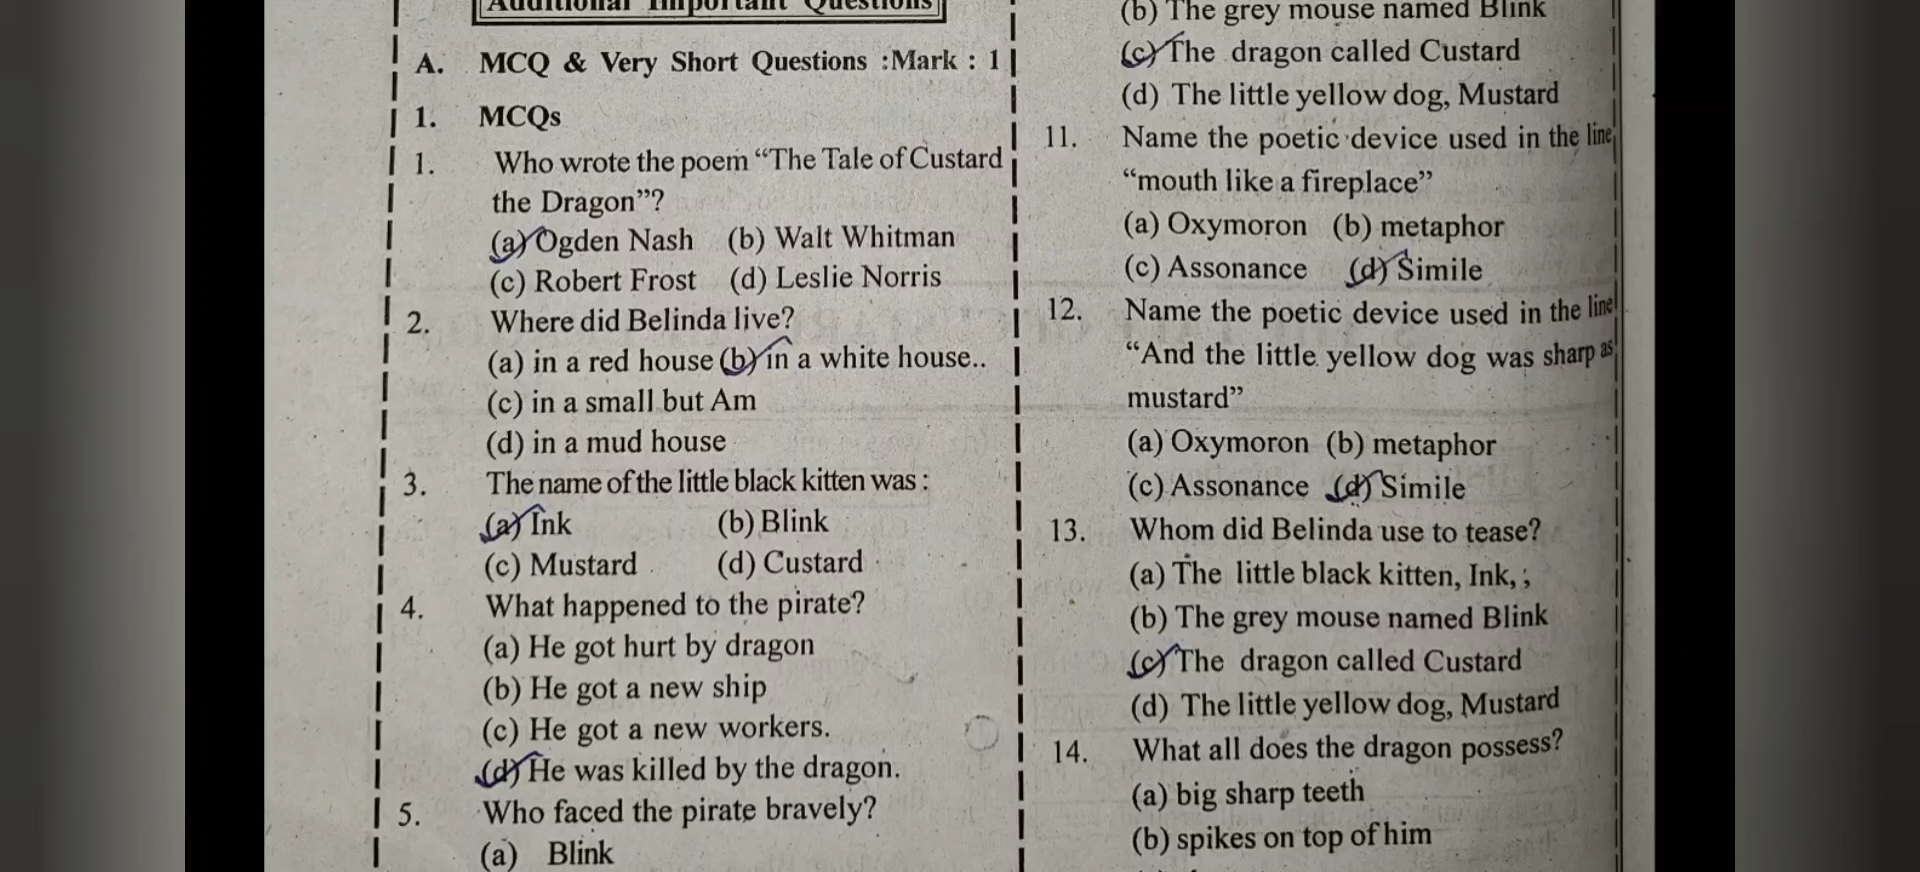 Additional Important Questions
A. MCQ & Very Short Questions :Mark : 1
1. MCQs
1. Who wrote the poem “The Tale of Custard
the Dragon”?
(a) Ogden Nash (b) Walt Whitman
(c) Robert Frost (d) Leslie Norris
2. Where did Belinda live?
(a) in a red house (b) in a white house..
(c) in a small but Am
(d) in a mud house
3. The name of the little black kitten was :
(a) Ink (b) Blink
(c) Mustard (d) Custard
4. What happened to the pirate?
(a) He got hurt by dragon
(b) He got a new ship
(c) He got a new workers.
(d) He was killed by the dragon.
5. Who faced the pirate bravely?
(a) Blink
(b) The grey mouse named Blink
(c) The dragon called Custard
(d) The little yellow dog, Mustard
11. Name the poetic device used in the line
“mouth like a fireplace”
(a) Oxymoron (b) metaphor
(c) Assonance (d) Simile
12. Name the poetic device used in the line
“And the little yellow dog was sharp as
mustard”
(a) Oxymoron (b) metaphor
(c) Assonance (d) Simile
13. Whom did Belinda use to tease?
(a) The little black kitten, Ink, ;
(b) The grey mouse named Blink
(c) The dragon called Custard
(d) The little yellow dog, Mustard
14. What all does the dragon possess?
(a) big sharp teeth
(b) spikes on top of him